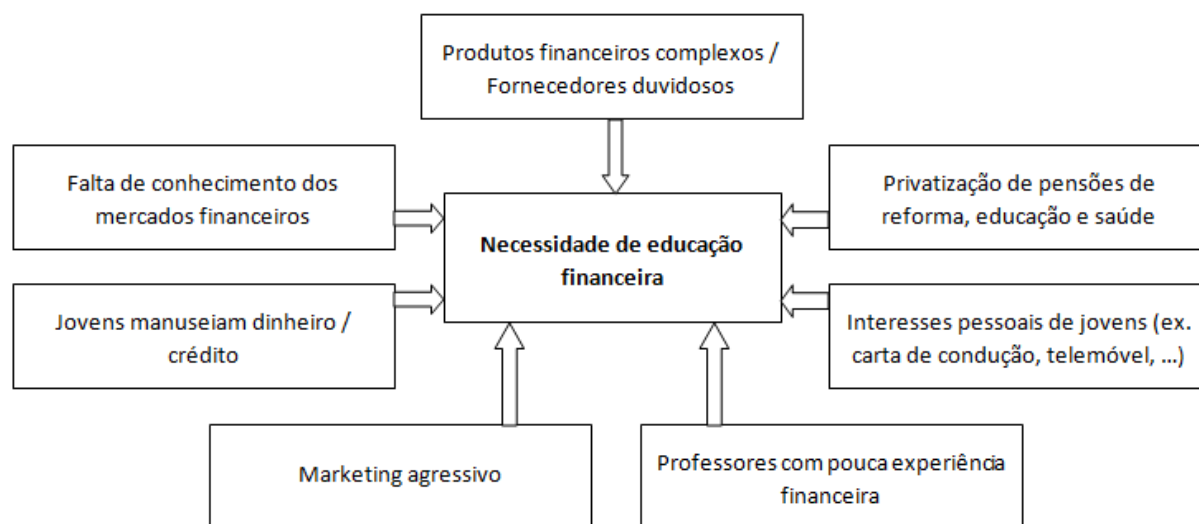 Produtos financeiros complexos /
Fornecedores duvidosos
Falta de conhecimento dos
mercados financeiros
Privatização de pensões de
reforma, educação e saúde
Necessidade de educação
financeira
Jovens manuseiam dinheiro /
crédito
Interesses pessoais de jovens (ex.
carta de condução, telemóvel, ...)
Marketing agressivo
Professores com pouca experiência
financeira